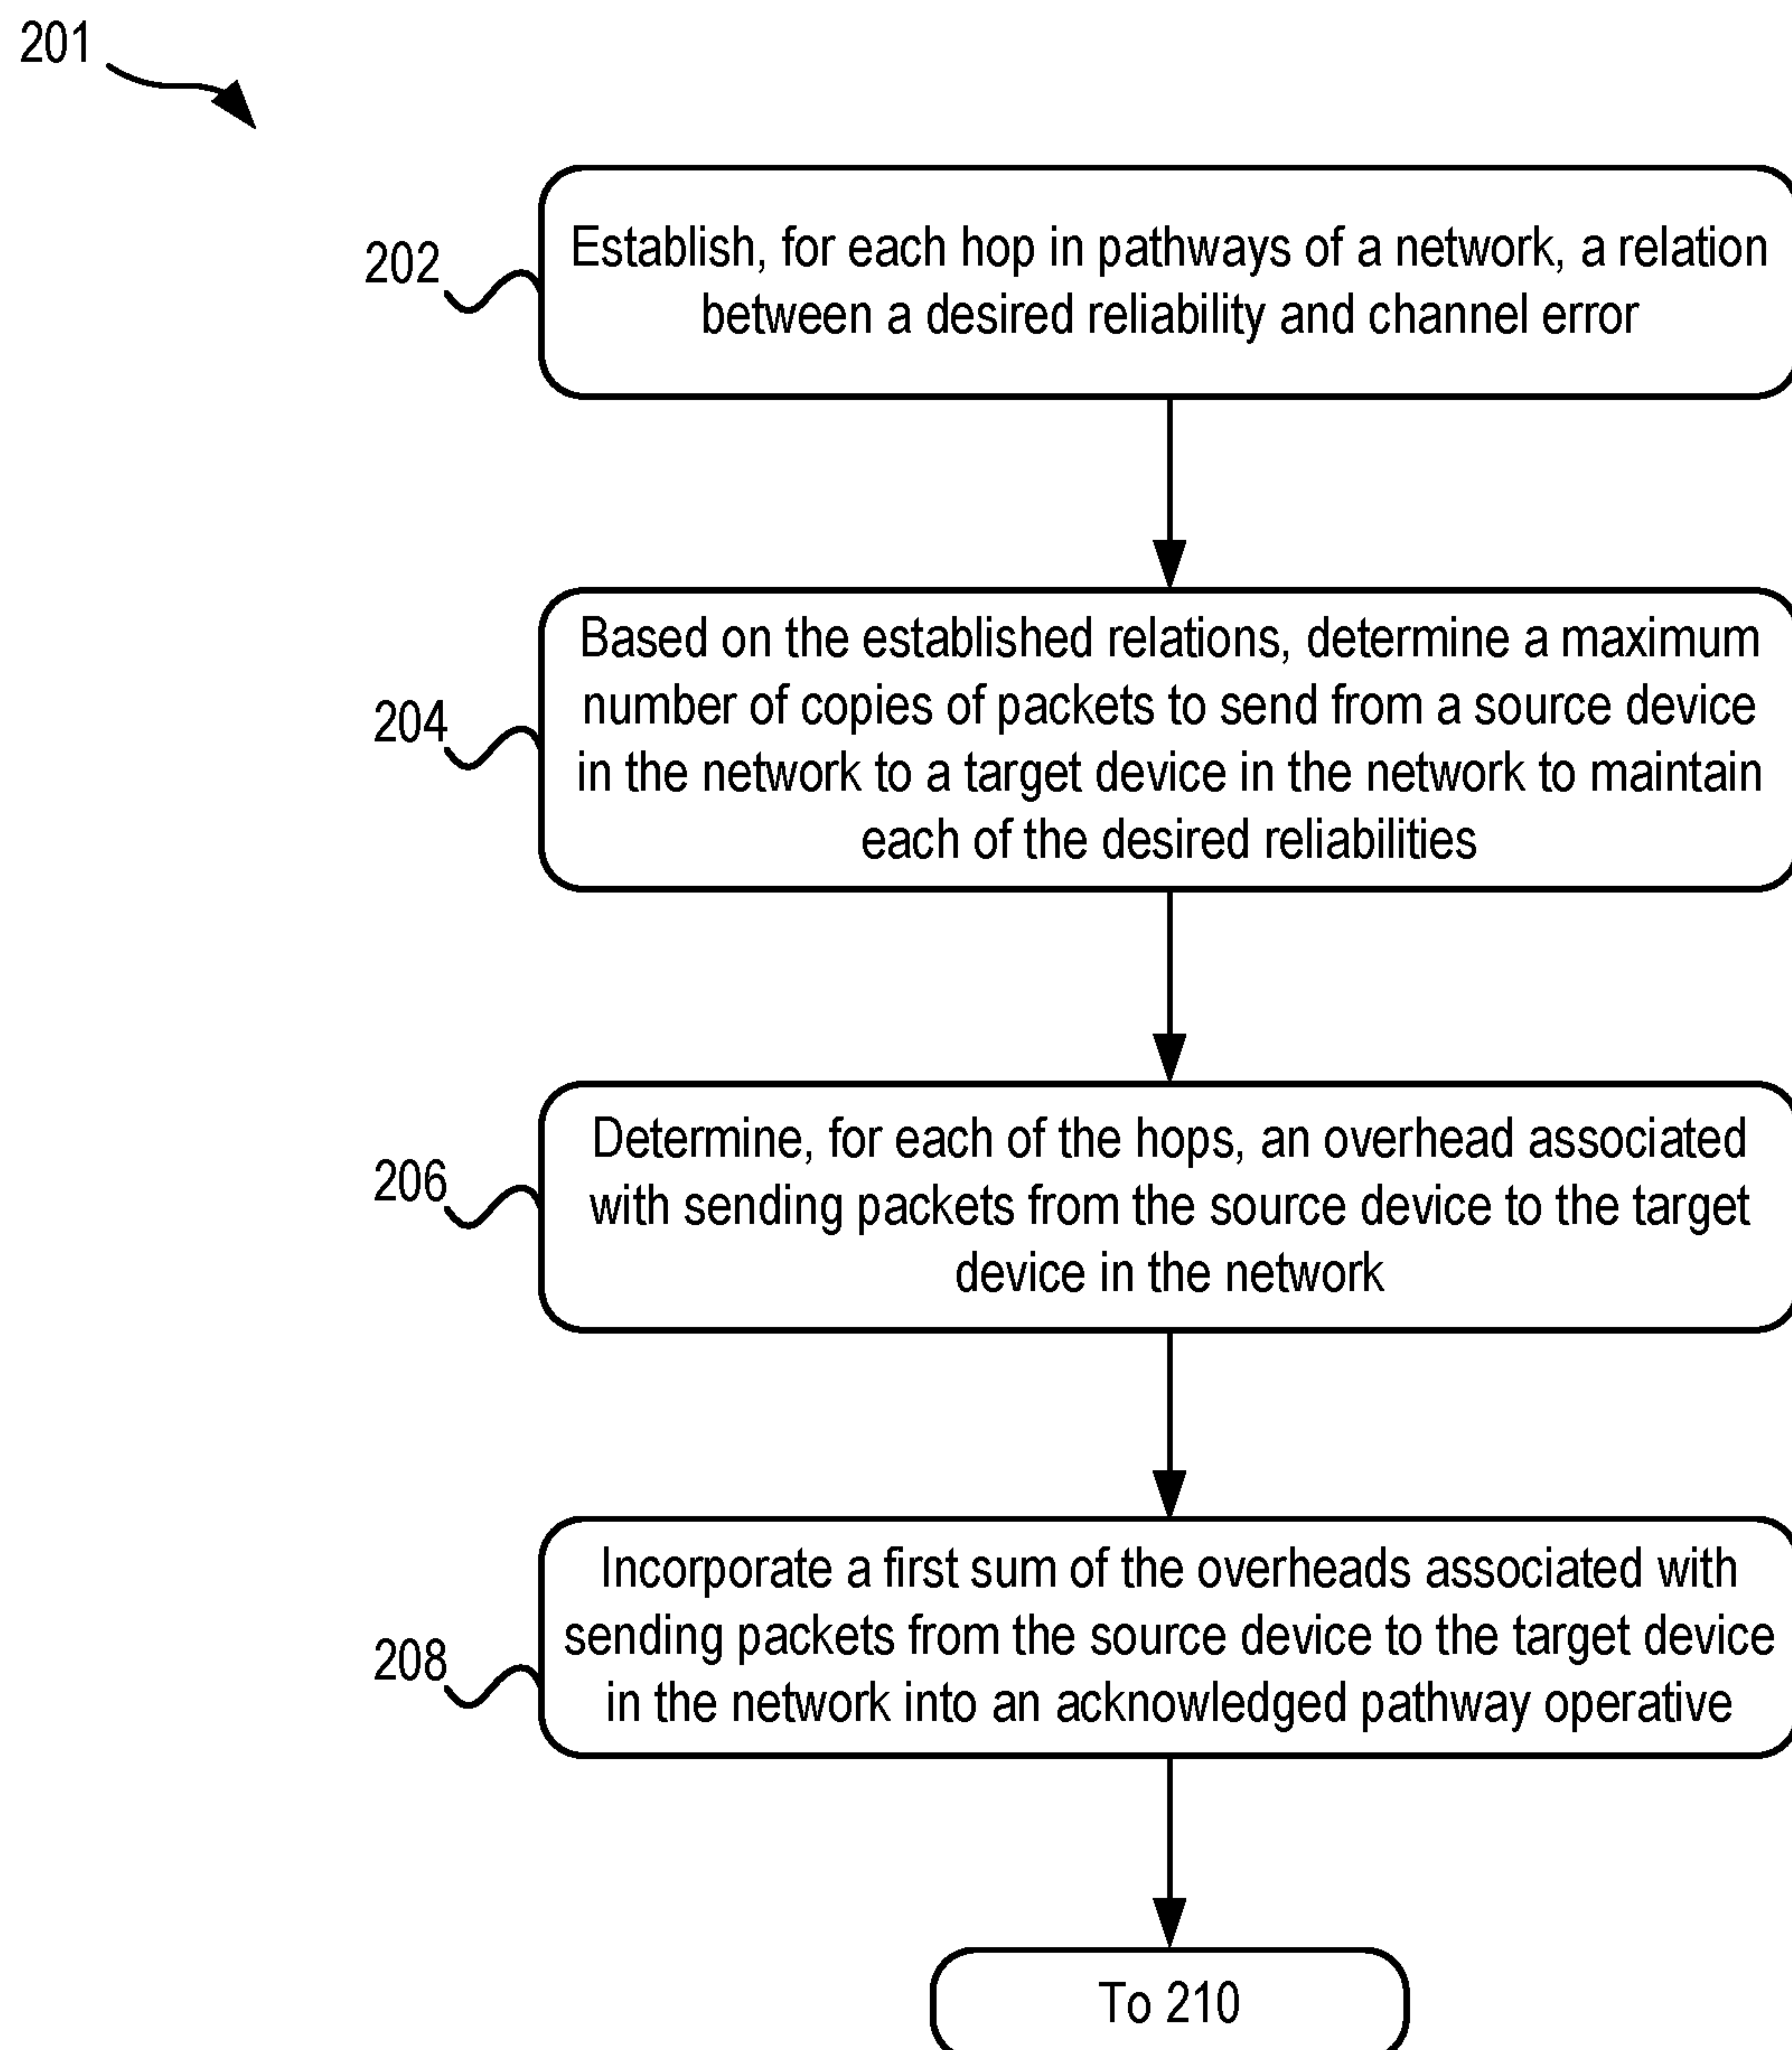 201
202
Establish, for each hop in pathways of a network, a relation
between a desired reliability and channel error
204
Based on the established relations, determine a maximum
number of copies of packets to send from a source device
in the network to a target device in the network to maintain
each of the desired reliabilities
206
Determine, for each of the hops, an overhead associated
with sending packets from the source device to the target
device in the network
208
Incorporate a first sum of the overheads associated with
sending packets from the source device to the target device
in the network into an acknowledged pathway operative
To 210